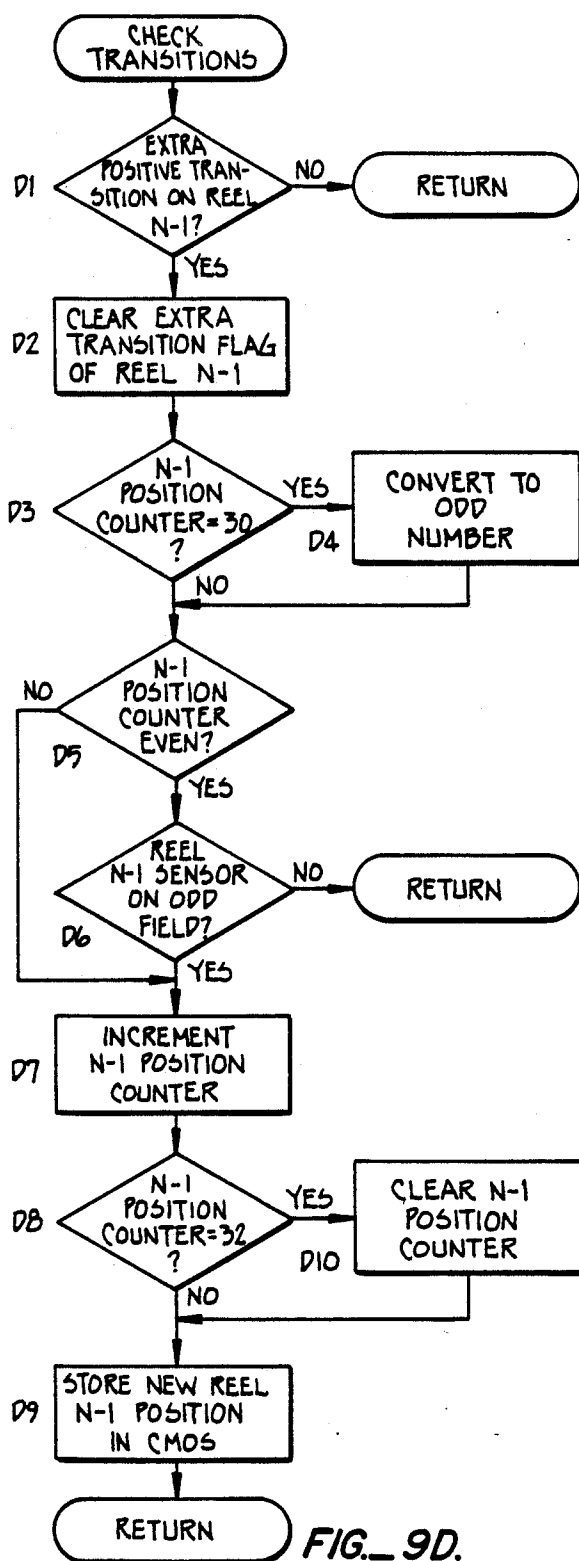 CHECK
TRANSITIONS
D1
EXTRA
POSITIVE TRAN-
SITION ON REEL
N-1?
NO
RETURN
YES
D2
CLEAR EXTRA
TRANSITION FLAG
OF REEL N-1
D3
N-1
POSITION
COUNTER=30
?
YES
D4
CONVERT TO
ODD
NUMBER
NO
NO
D5
N-1
POSITION
COUNTER
EVEN?
YES
D6
REEL
N-1 SENSOR
ON ODD
FIELD?
NO
RETURN
YES
D7
INCREMENT
N-1 POSITION
COUNTER
D8
N-1
POSITION
COUNTER=32
?
YES
D10
CLEAR N-1
POSITION
COUNTER
NO
D9
STORE NEW REEL
N-1 POSITION
IN CMOS
RETURN
FIG._9D.